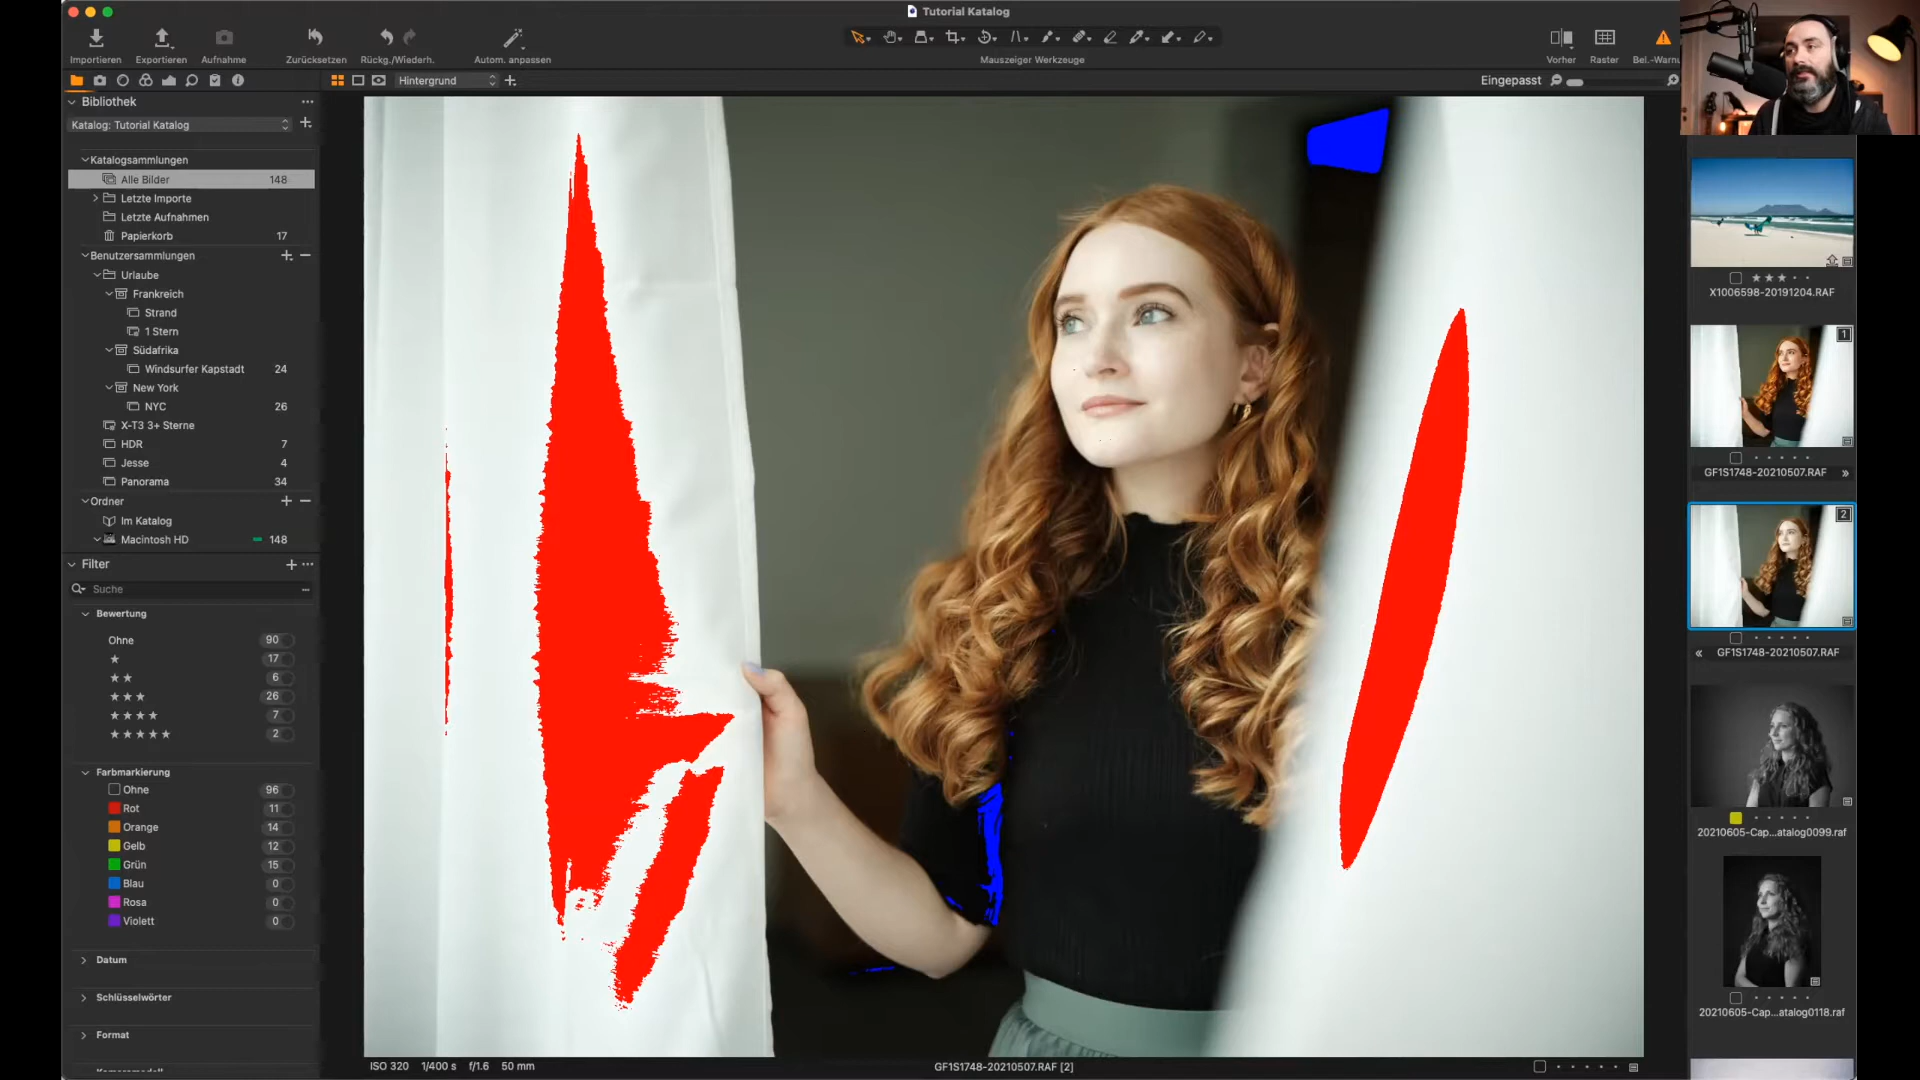 Tutorial Katalog
Importieren Exportieren Aufnahme Zurücksetzen Rückg./Wiederh. Autom. anpassen Mauszeiger Werkzeuge Vorher Raster Bel.-Warnu
Hintergrund Eingepasst
Bibliothek
Katalog: Tutorial Katalog
Katalogsammlungen
Alle Bilder 148
Letzte Importe
Letzte Aufnahmen
Papierkorb 17
Benutzersammlungen
Urlaube
Frankreich
Strand
1 Stern
Südafrika
Windsurfer Kapstadt 24
New York
NYC 26
X-T3 3+ Sterne
HDR 7
Jesse 4
Panorama 34
Ordner
Im Katalog
Macintosh HD 148
Filter
Suche
Bewertung
Ohne 90
★ 17
★★ 6
★★★ 26
★★★★ 7
★★★★★ 2
Farbmarkierung
Ohne 96
Rot 11
Orange 14
Gelb 12
Grün 15
Blau 0
Rosa 0
Violett 0
Datum
Schlüsselwörter
Format
ISO 320 1/400 s f/1.6 50 mm
GF1S1748-20210507.RAF [2]
X1006598-20191204.RAF
1
GF1S1748-20210507.RAF
2
GF1S1748-20210507.RAF
20210605-Cap...atalog0099.raf
20210605-Cap...atalog0118.raf